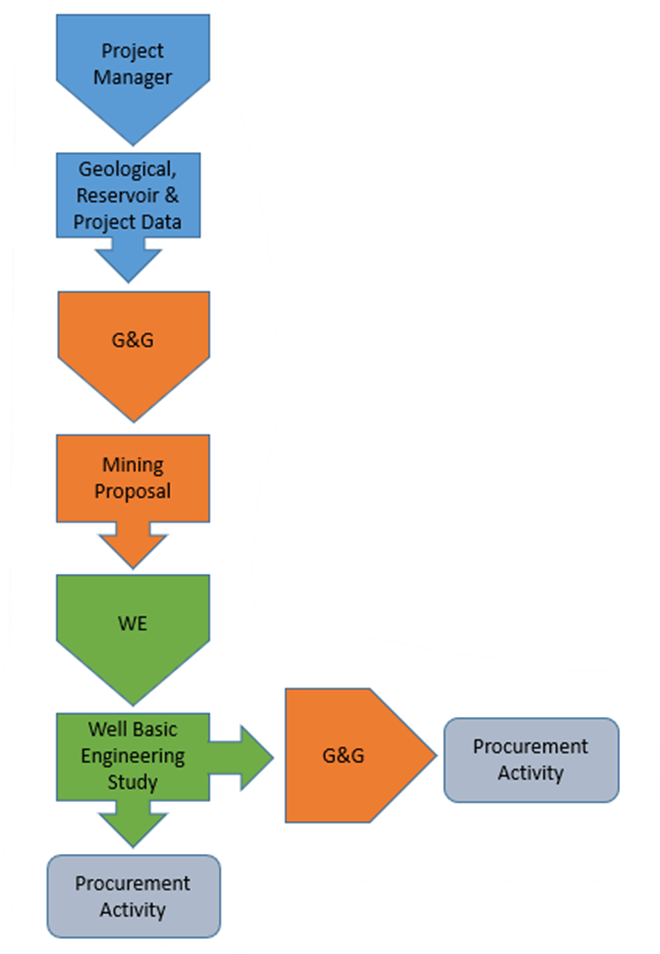 Project
Manager
Geological,
Reservoir &
Project Data
G&G
Mining
Proposal
WE
Well Basic
Engineering
Study
G&G
Procurement
Activity
Procurement
Activity